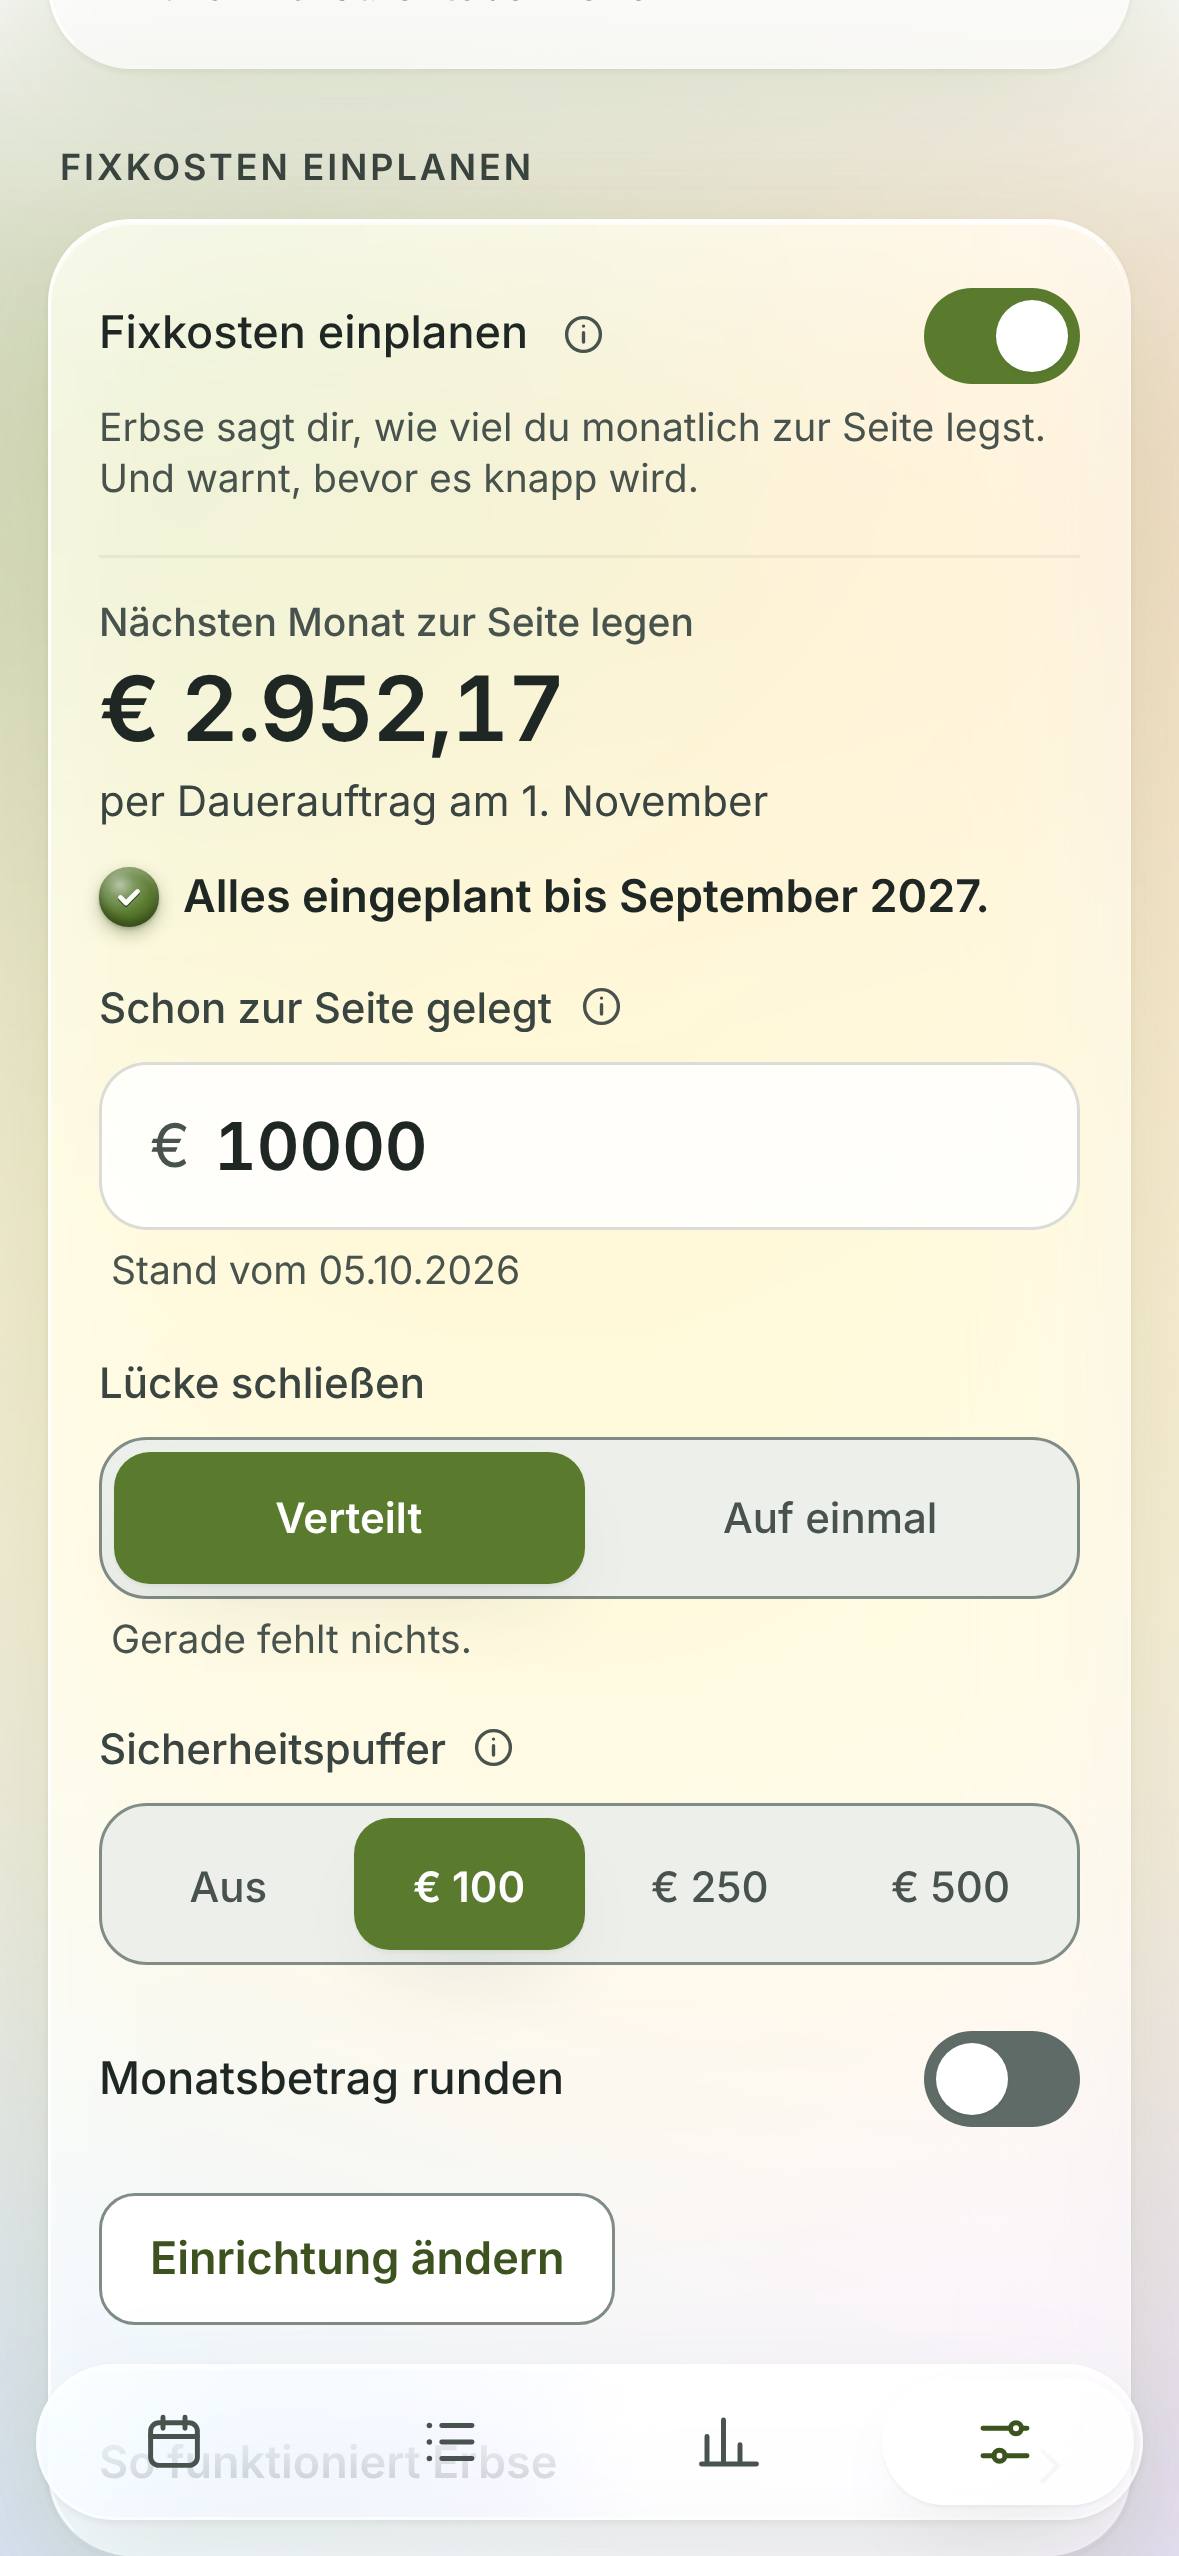 FIXKOSTEN EINPLANEN
Fixkosten einplanen
Erbse sagt dir, wie viel du monatlich zur Seite legst.
Und warnt, bevor es knapp wird.
Nächsten Monat zur Seite legen
€ 2.952,17
per Dauerauftrag am 1. November
Alles eingeplant bis September 2027.
Schon zur Seite gelegt
€ 10000
Stand vom 05.10.2026
Lücke schließen
Verteilt Auf einmal
Gerade fehlt nichts.
Sicherheitspuffer
Aus € 100 € 250 € 500
Monatsbetrag runden
Einrichtung ändern
So funktioniert Erbse